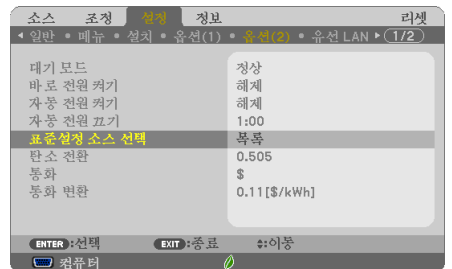 소스 조정 설정 정보 리셋
일반 • 메뉴 • 설치 • 옵션(1) • 옵션(2) • 유선 LAN 1/2
대기 모드 정상
바로 전원 켜기 해제
자동 전원 켜기 해제
자동 전원 끄기 1:00
표준설정 소스 선택 목록
탄소 전환 0.505
통화 $
통화 변환 0.11[$/kWh]
ENTER:선택 EXIT:종료 :이동
컴퓨터